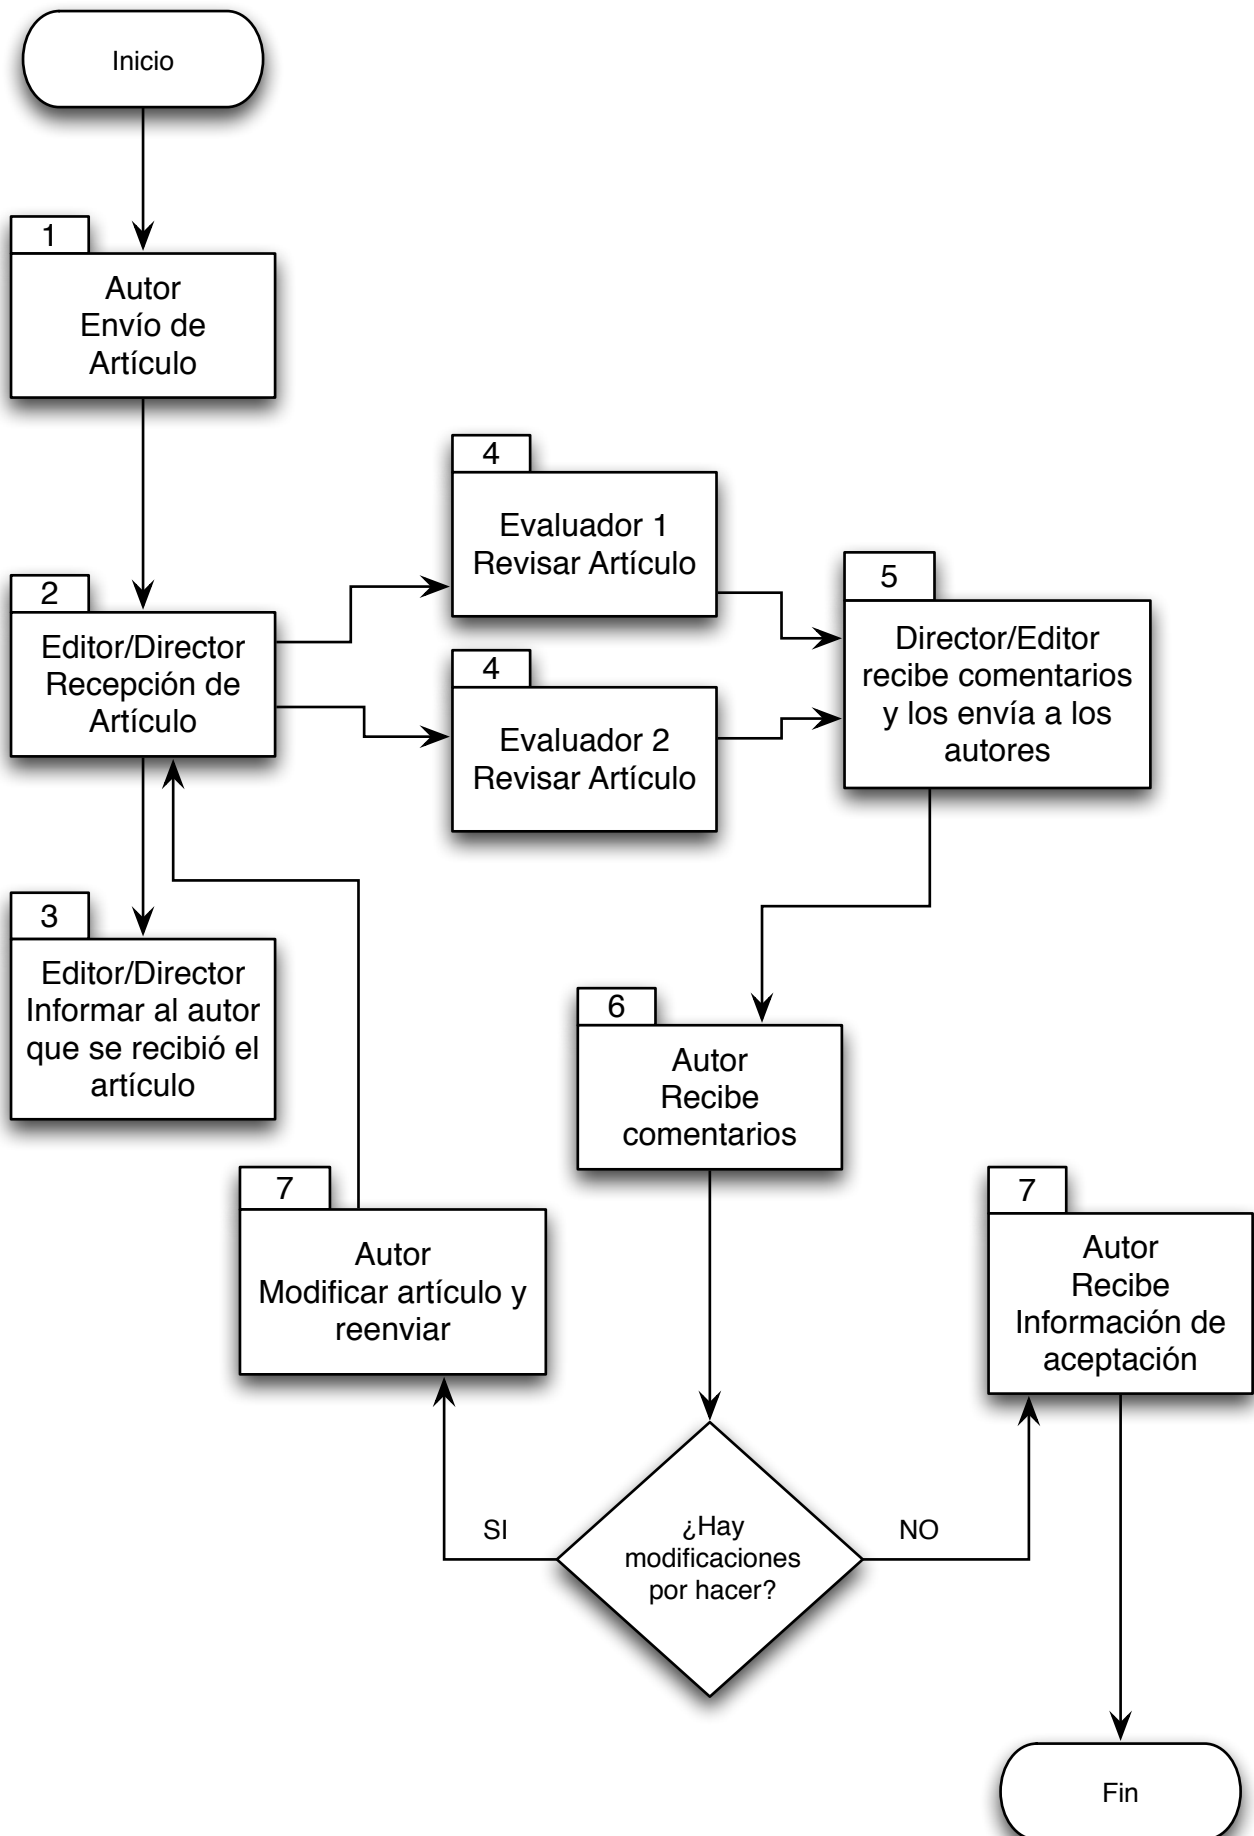 Inicio
1
Autor
Envío de
Artículo
2
Editor/Director
Recepción de
Artículo
3
Editor/Director
Informar al autor
que se recibió el
artículo
4
Evaluador 1
Revisar Artículo
4
Evaluador 2
Revisar Artículo
5
Director/Editor
recibe comentarios
y los envía a los
autores
6
Autor
Recibe
comentarios
¿Hay
modificaciones
por hacer?
SI
7
Autor
Modificar artículo y
reenviar
NO
7
Autor
Recibe
Información de
aceptación
Fin